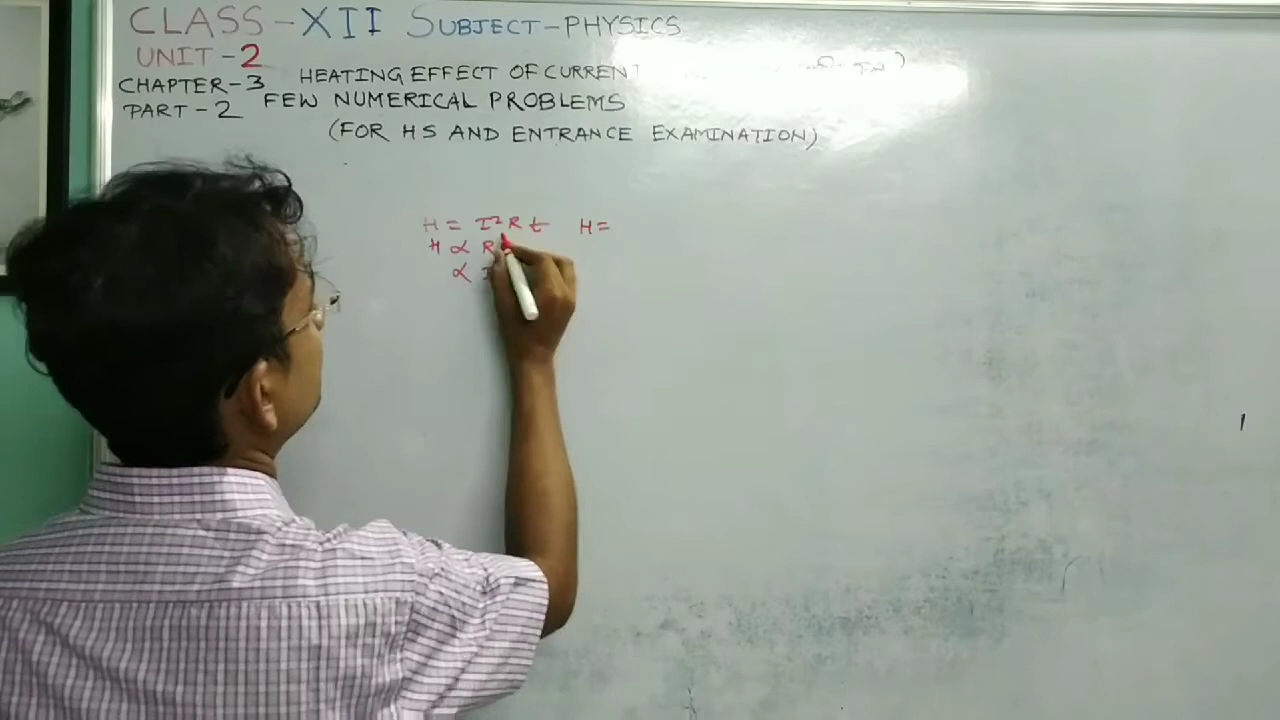 CLASS-XII SUBJECT-PHYSICS
UNIT-2
CHAPTER-3 HEATING EFFECT OF CURRENT
PART-2 FEW NUMERICAL PROBLEMS
(FOR HS AND ENTRANCE EXAMINATION)
H = I²Rt H =
H ∝ R
∝